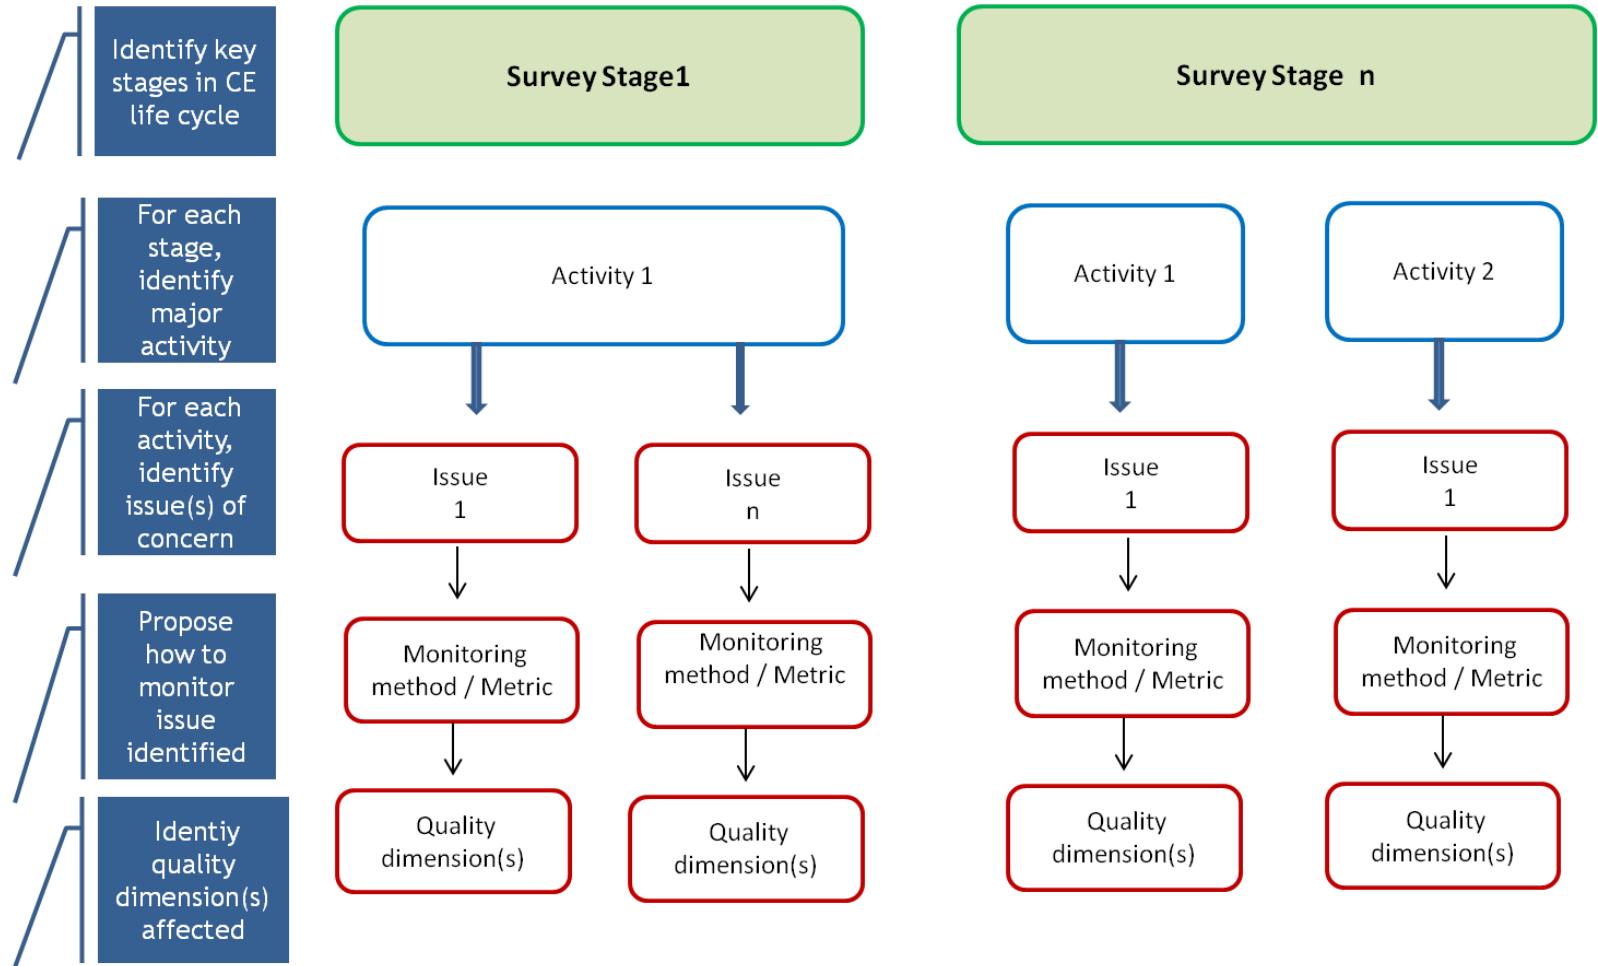 Identify key
stages in CE
life cycle
Survey Stage1
Survey Stage n
For each
stage,
identify
major
activity
Activity 1
Activity 1
Activity 2
For each
activity,
identify
issue(s) of
concern
Issue
1
Issue
n
Issue
1
Issue
1
Propose
how to
monitor
issue
identified
Monitoring
method / Metric
Monitoring
method / Metric
Monitoring
method / Metric
Monitoring
method / Metric
Identiy
quality
dimension(s)
affected
Quality
dimension(s)
Quality
dimension(s)
Quality
dimension(s)
Quality
dimension(s)